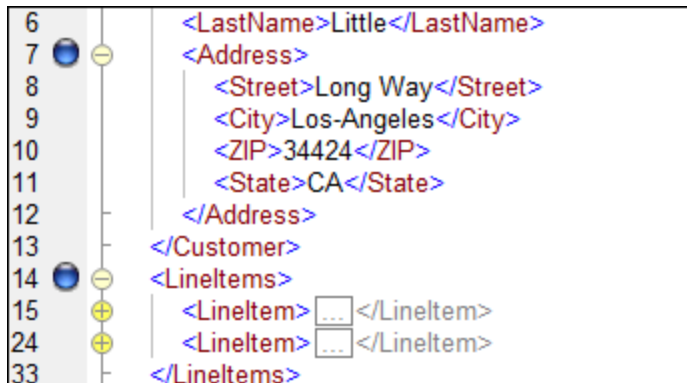 6 <LastName>Little</LastName>
7 <Address>
8 <Street>Long Way</Street>
9 <City>Los-Angeles</City>
10 <ZIP>34424</ZIP>
11 <State>CA</State>
12 </Address>
13 </Customer>
14 <LineItems>
15 <LineItem> ... </LineItem>
24 <LineItem> ... </LineItem>
33 </LineItems>